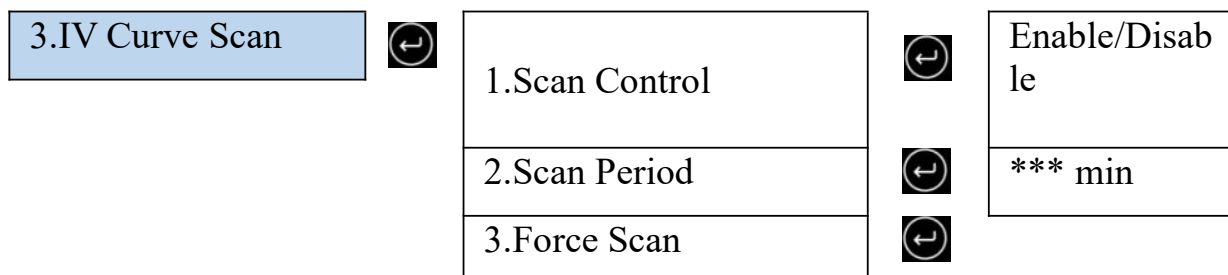 3.IV Curve Scan
1.Scan Control
Enable/Disab
le
2.Scan Period
*** min
3.Force Scan